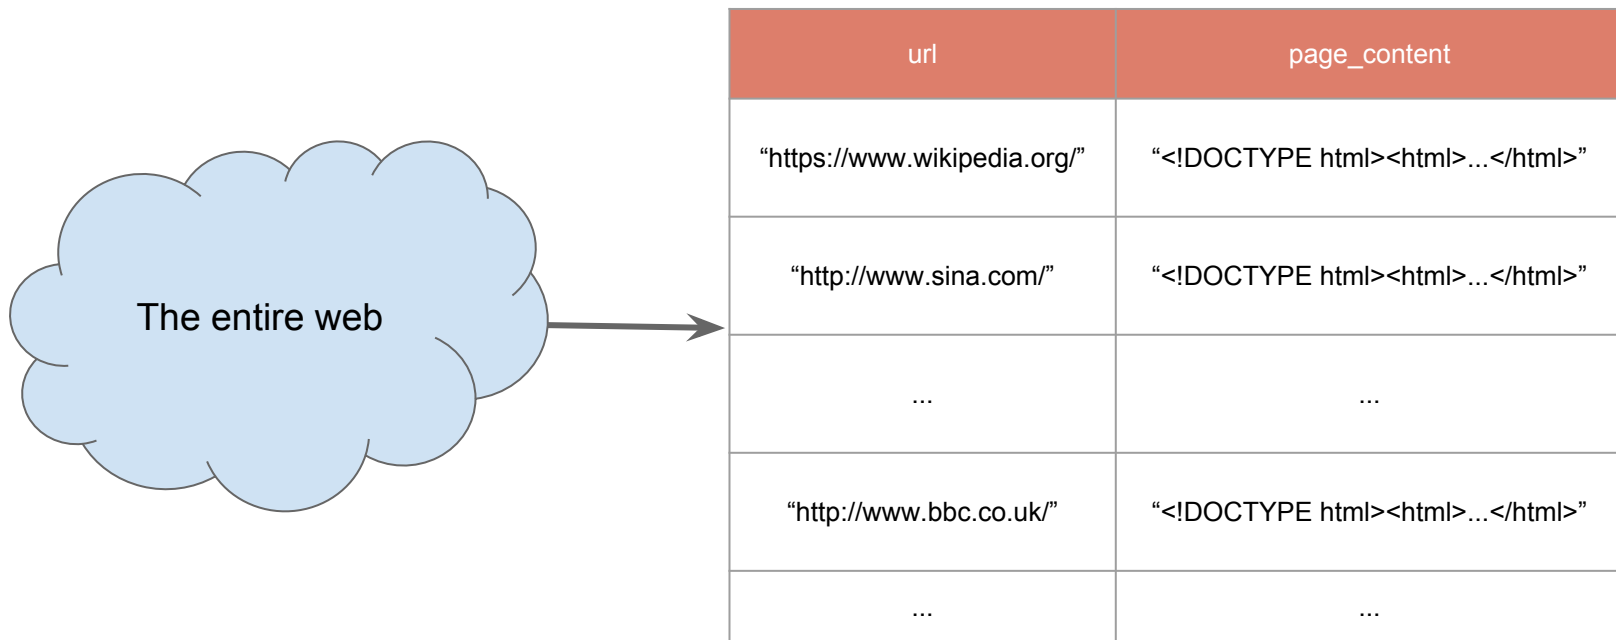 The entire web
url
page_content
“https://www.wikipedia.org/”
“<!DOCTYPE html><html>...</html>”
“http://www.sina.com/”
“<!DOCTYPE html><html>...</html>”
...
...
“http://www.bbc.co.uk/”
“<!DOCTYPE html><html>...</html>”
...
...